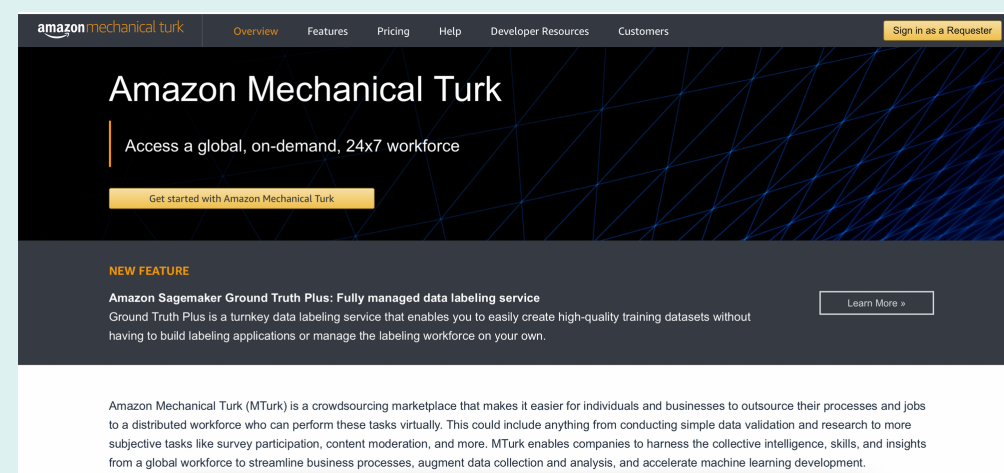 amazon mechanical turk Overview Features Pricing Help Developer Resources Customers Sign in as a Requester
Amazon Mechanical Turk
Access a global, on-demand, 24x7 workforce
Get started with Amazon Mechanical Turk
NEW FEATURE
Amazon Sagemaker Ground Truth Plus: Fully managed data labeling service
Ground Truth Plus is a turnkey data labeling service that enables you to easily create high-quality training datasets without
having to build labeling applications or manage the labeling workforce on your own.
Learn More »
Amazon Mechanical Turk (MTurk) is a crowdsourcing marketplace that makes it easier for individuals and businesses to outsource their processes and jobs
to a distributed workforce who can perform these tasks virtually. This could include anything from conducting simple data validation and research to more
subjective tasks like survey participation, content moderation, and more. MTurk enables companies to harness the collective intelligence, skills, and insights
from a global workforce to streamline business processes, augment data collection and analysis, and accelerate machine learning development.